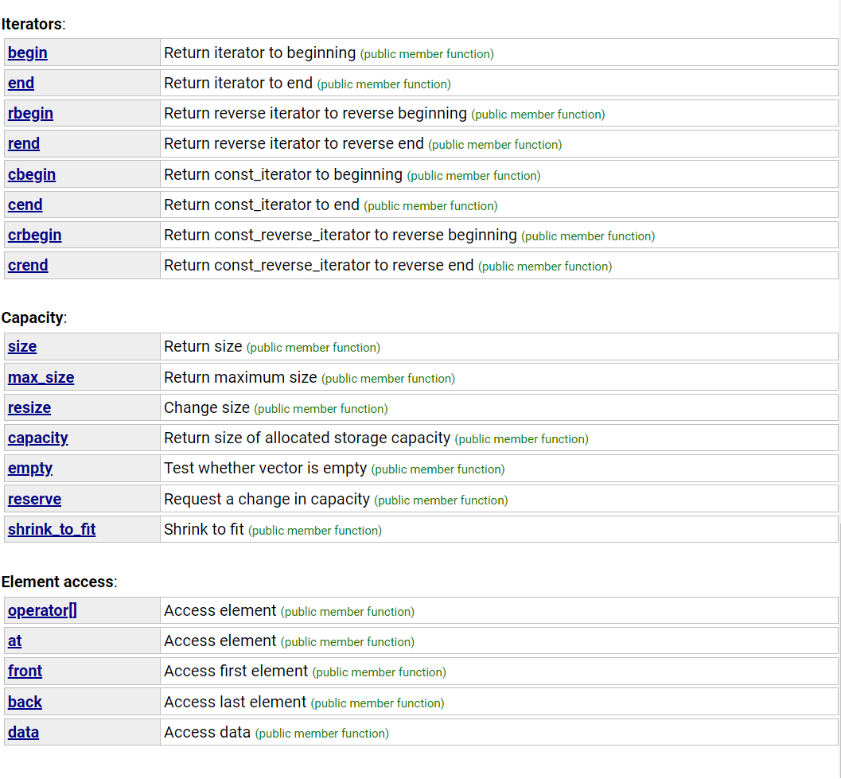 Iterators:
begin Return iterator to beginning (public member function)
end Return iterator to end (public member function)
rbegin Return reverse iterator to reverse beginning (public member function)
rend Return reverse iterator to reverse end (public member function)
cbegin Return const_iterator to beginning (public member function)
cend Return const_iterator to end (public member function)
crbegin Return const_reverse_iterator to reverse beginning (public member function)
crend Return const_reverse_iterator to reverse end (public member function)
Capacity:
size Return size (public member function)
max_size Return maximum size (public member function)
resize Change size (public member function)
capacity Return size of allocated storage capacity (public member function)
empty Test whether vector is empty (public member function)
reserve Request a change in capacity (public member function)
shrink_to_fit Shrink to fit (public member function)
Element access:
operator[] Access element (public member function)
at Access element (public member function)
front Access first element (public member function)
back Access last element (public member function)
data Access data (public member function)